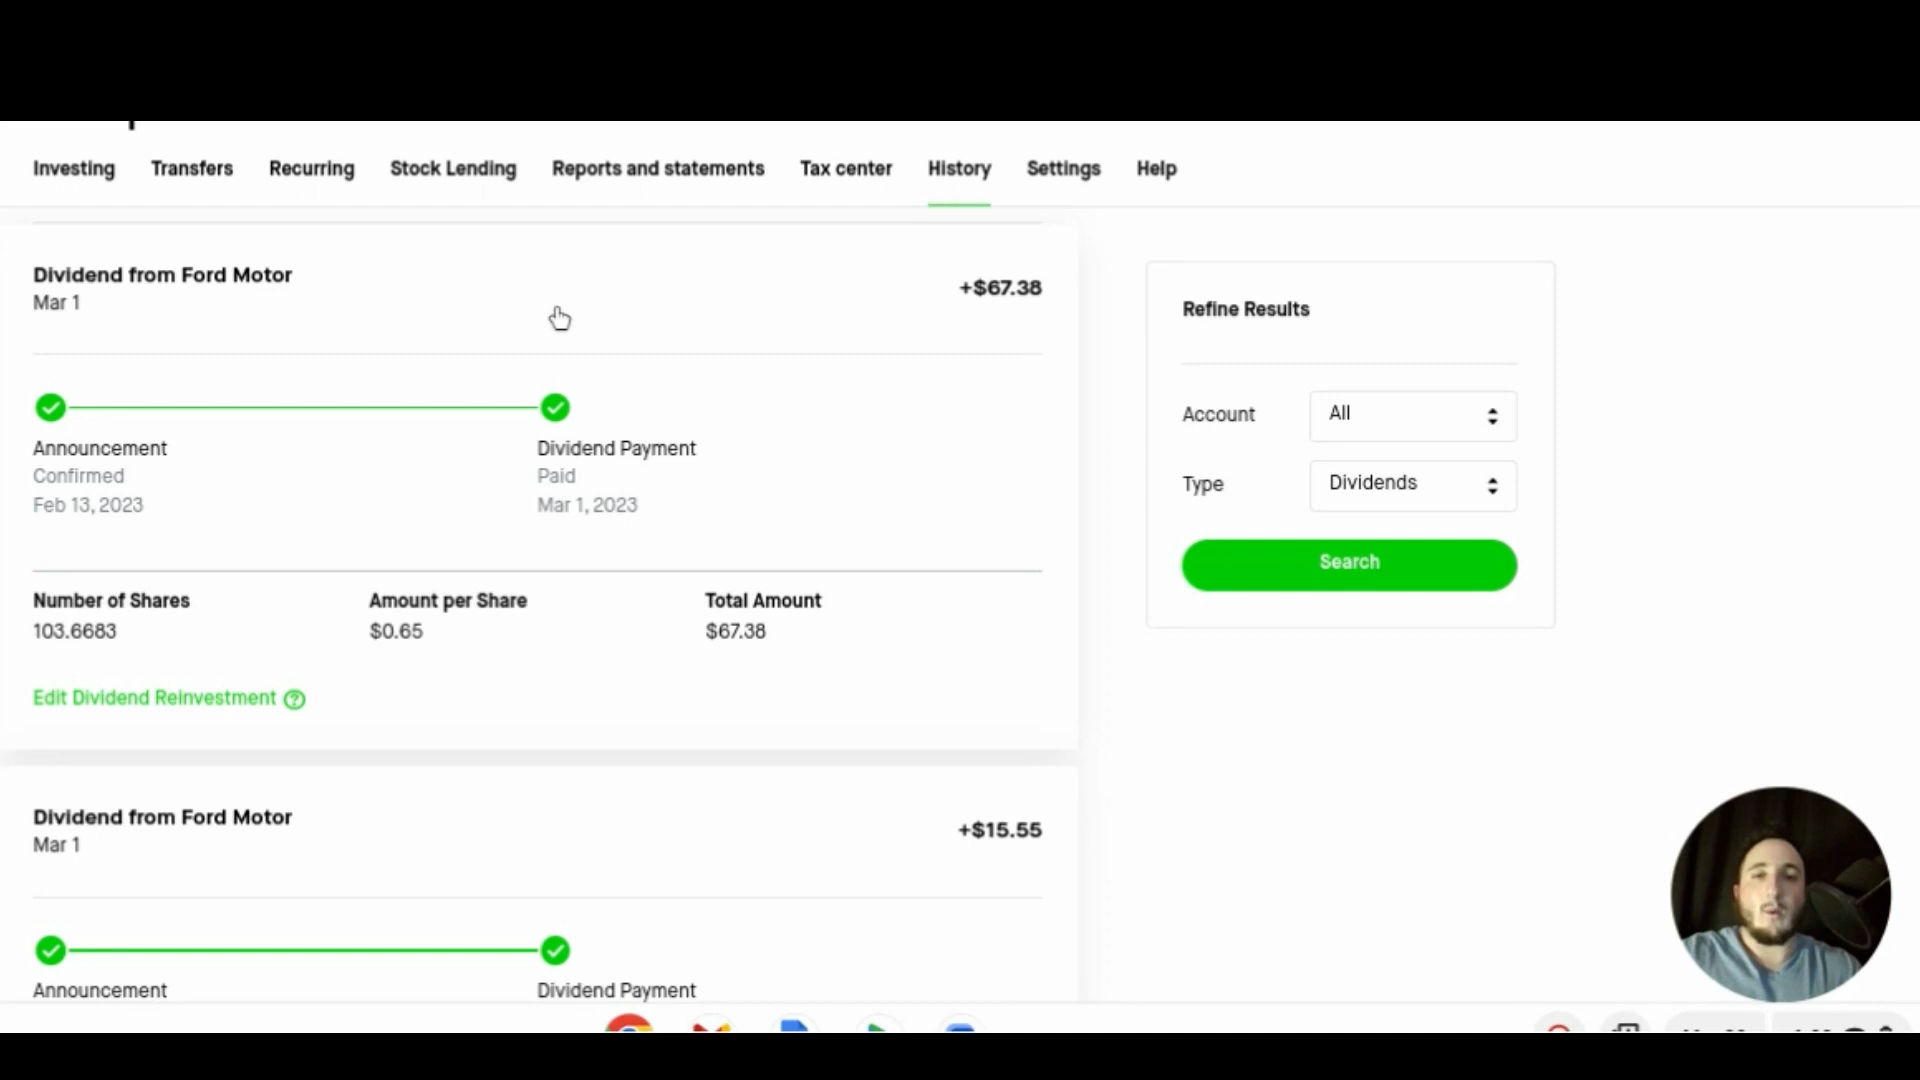 Investing Transfers Recurring Stock Lending Reports and statements Tax center History Settings Help
Dividend from Ford Motor
Mar 1
+$67.38
Announcement
Confirmed
Feb 13, 2023
Dividend Payment
Paid
Mar 1, 2023
Number of Shares
103.6683
Amount per Share
$0.65
Total Amount
$67.38
Edit Dividend Reinvestment ?
Dividend from Ford Motor
Mar 1
+$15.55
Announcement
Dividend Payment
Refine Results
Account All
Type Dividends
Search